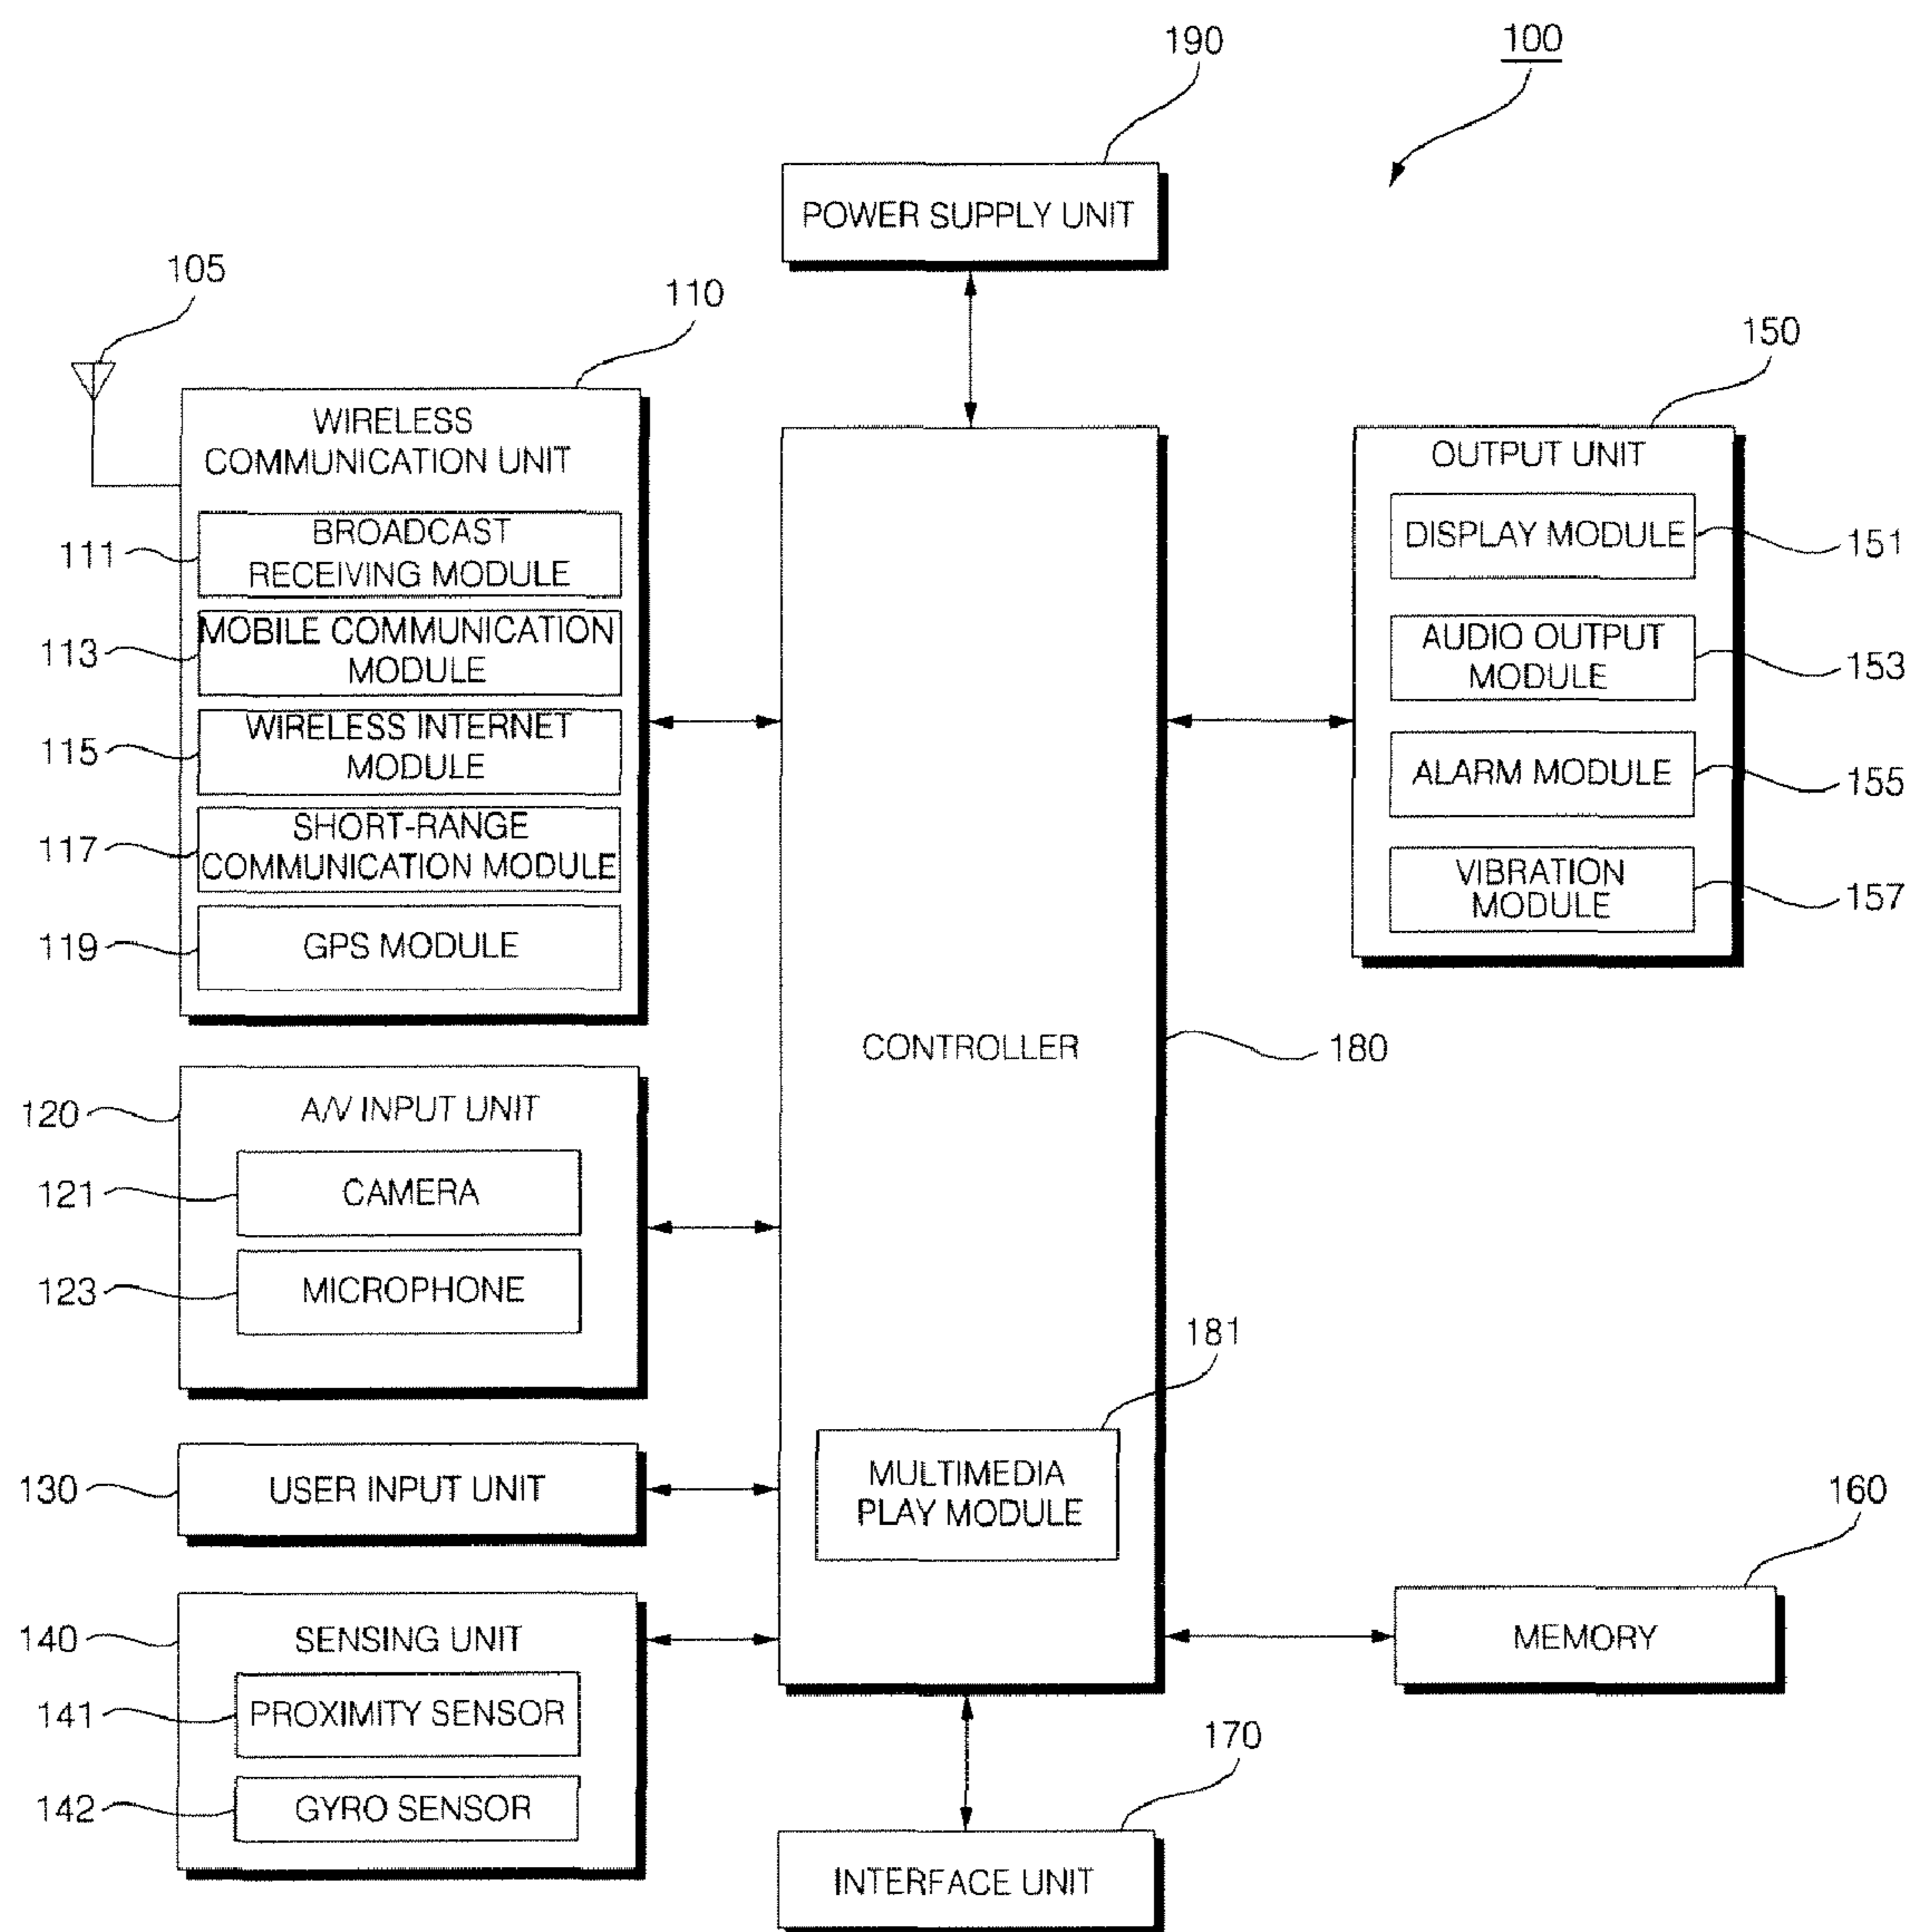 190
100
POWER SUPPLY UNIT
105
110
150
WIRELESS
COMMUNICATION UNIT
OUTPUT UNIT
111
BROADCAST
RECEIVING MODULE
DISPLAY MODULE
151
113
MOBILE COMMUNICATION
MODULE
AUDIO OUTPUT
MODULE
153
115
WIRELESS INTERNET
MODULE
ALARM MODULE
155
117
SHORT-RANGE
COMMUNICATION MODULE
VIBRATION
MODULE
157
119
GPS MODULE
CONTROLLER
180
120
A/V INPUT UNIT
121
CAMERA
123
MICROPHONE
181
130
USER INPUT UNIT
MULTIMEDIA
PLAY MODULE
160
140
SENSING UNIT
MEMORY
141
PROXIMITY SENSOR
170
142
GYRO SENSOR
INTERFACE UNIT